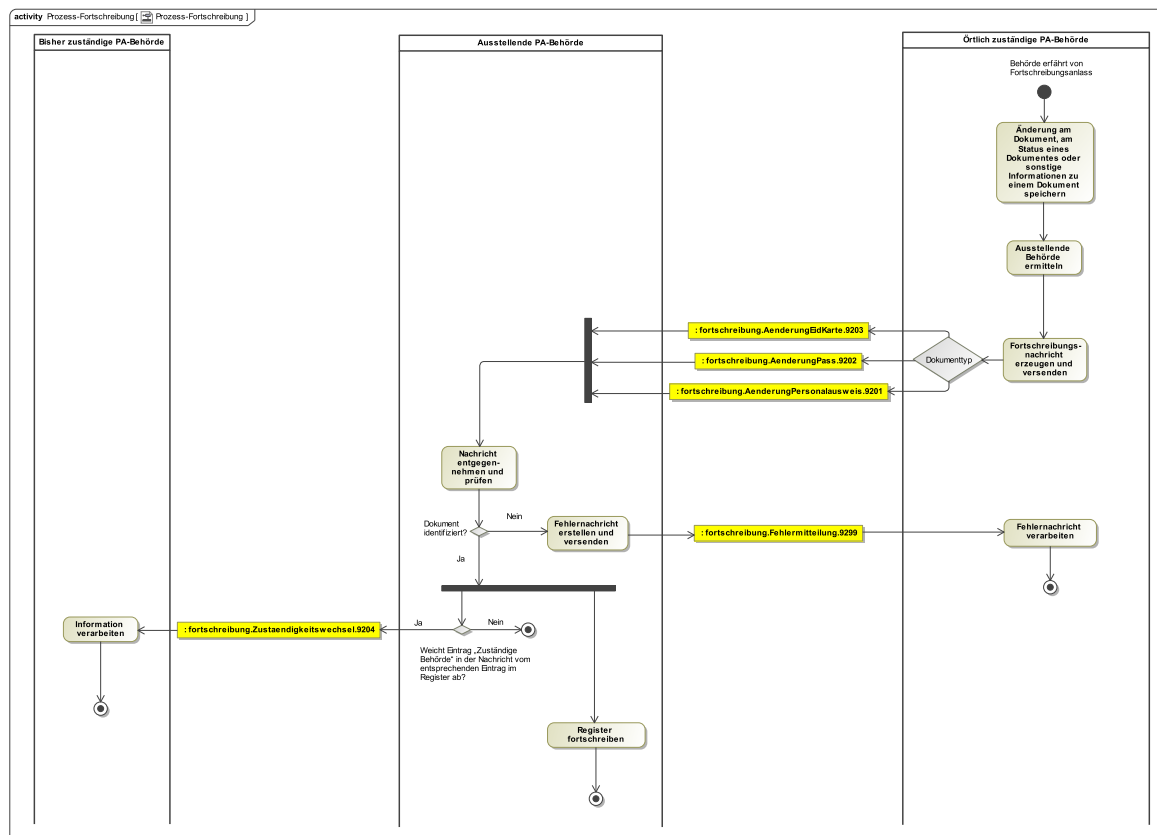 activity Prozess-Fortschreibung [ Prozess-Fortschreibung ]
Bisher zuständige PA-Behörde
Ausstellende PA-Behörde
Örtlich zuständige PA-Behörde
Behörde erfährt von
Fortschreibungsanlass
Änderung am
Dokument, am
Status eines
Dokumentes oder
sonstige
Informationen zu
einem Dokument
speichern
Ausstellende
Behörde
ermitteln
Fortschreibungs-
nachricht
erzeugen und
versenden
Dokumenttyp
: fortschreibung.AenderungEidKarte.9203
: fortschreibung.AenderungPass.9202
: fortschreibung.AenderungPersonalausweis.9201
Nachricht
entgegen-
nehmen und
prüfen
Dokument
identifiziert?
Nein
Ja
Fehlernachricht
erstellen und
versenden
: fortschreibung.Fehlermitteilung.9299
Fehlernachricht
verarbeiten
Information
verarbeiten
: fortschreibung.Zustaendigkeitswechsel.9204
Ja
Nein
Weicht Eintrag „Zuständige
Behörde“ in der Nachricht vom
entsprechenden Eintrag im
Register ab?
Register
fortschreiben